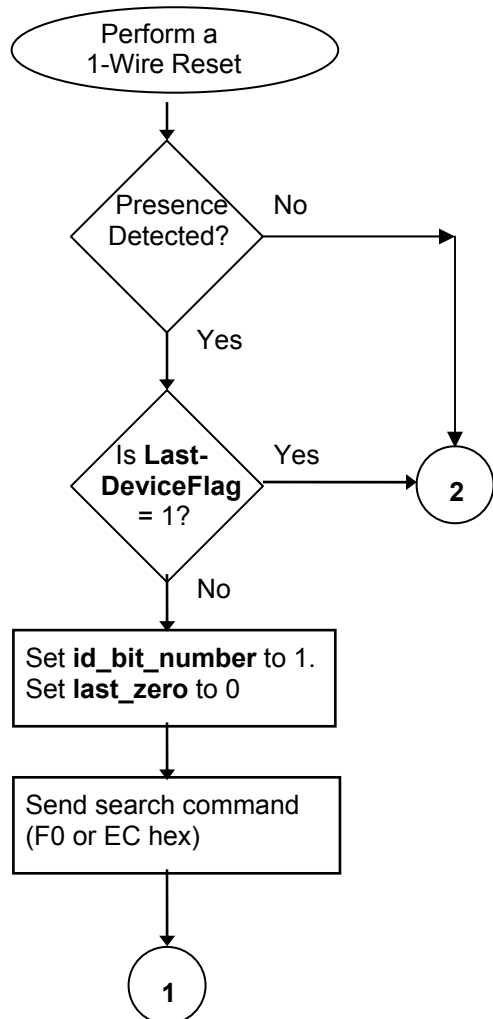 Perform a
1-Wire Reset
Presence
Detected?
No
Yes
Is Last-
DeviceFlag
= 1?
Yes
2
No
Set id_bit_number to 1.
Set last_zero to 0
Send search command
(F0 or EC hex)
1